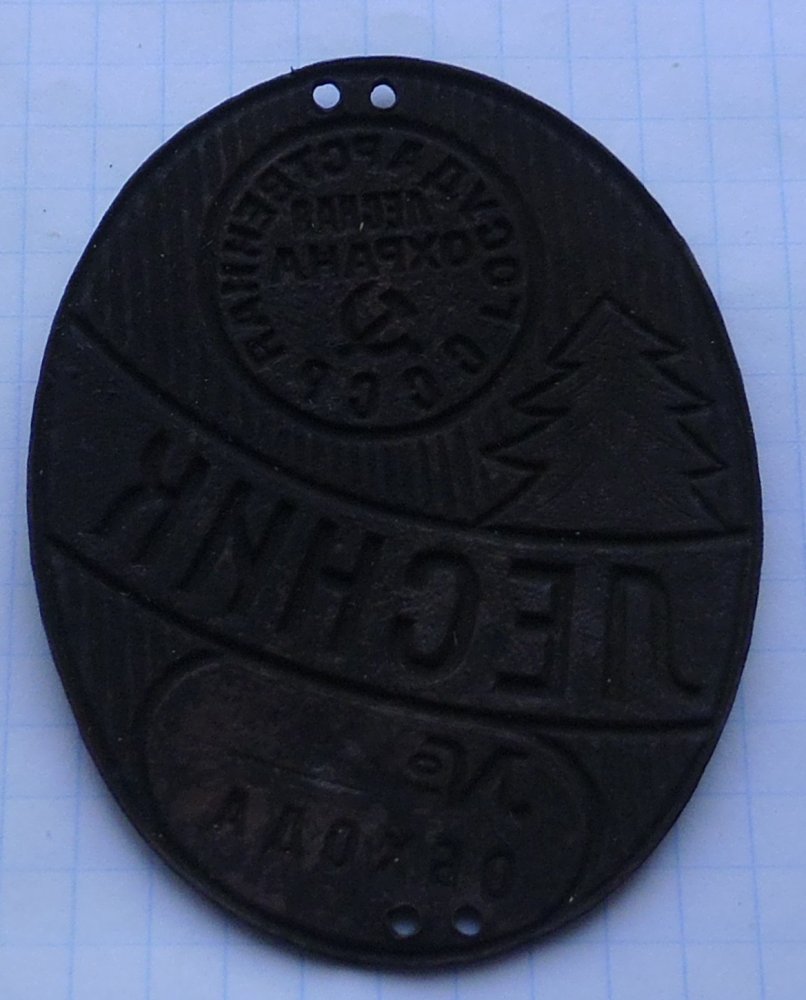 ГОСУДАРСТВЕННАЯ
ЛЕСНАЯ
ОХРАНА
СССР
ЛЕСНИК
№
ОБХОДА